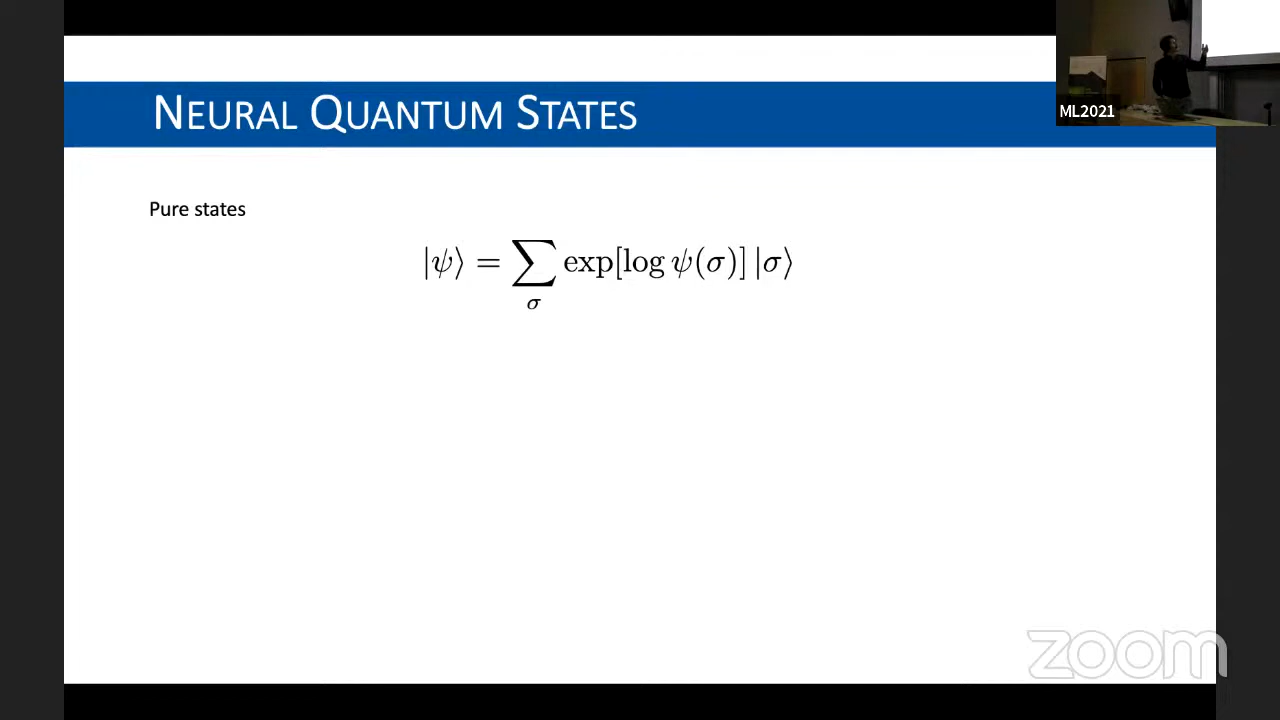 NEURAL QUANTUM STATES
ML2021
Pure states
|ψ⟩ = ∑_σ exp[log ψ(σ)] |σ⟩
zoom